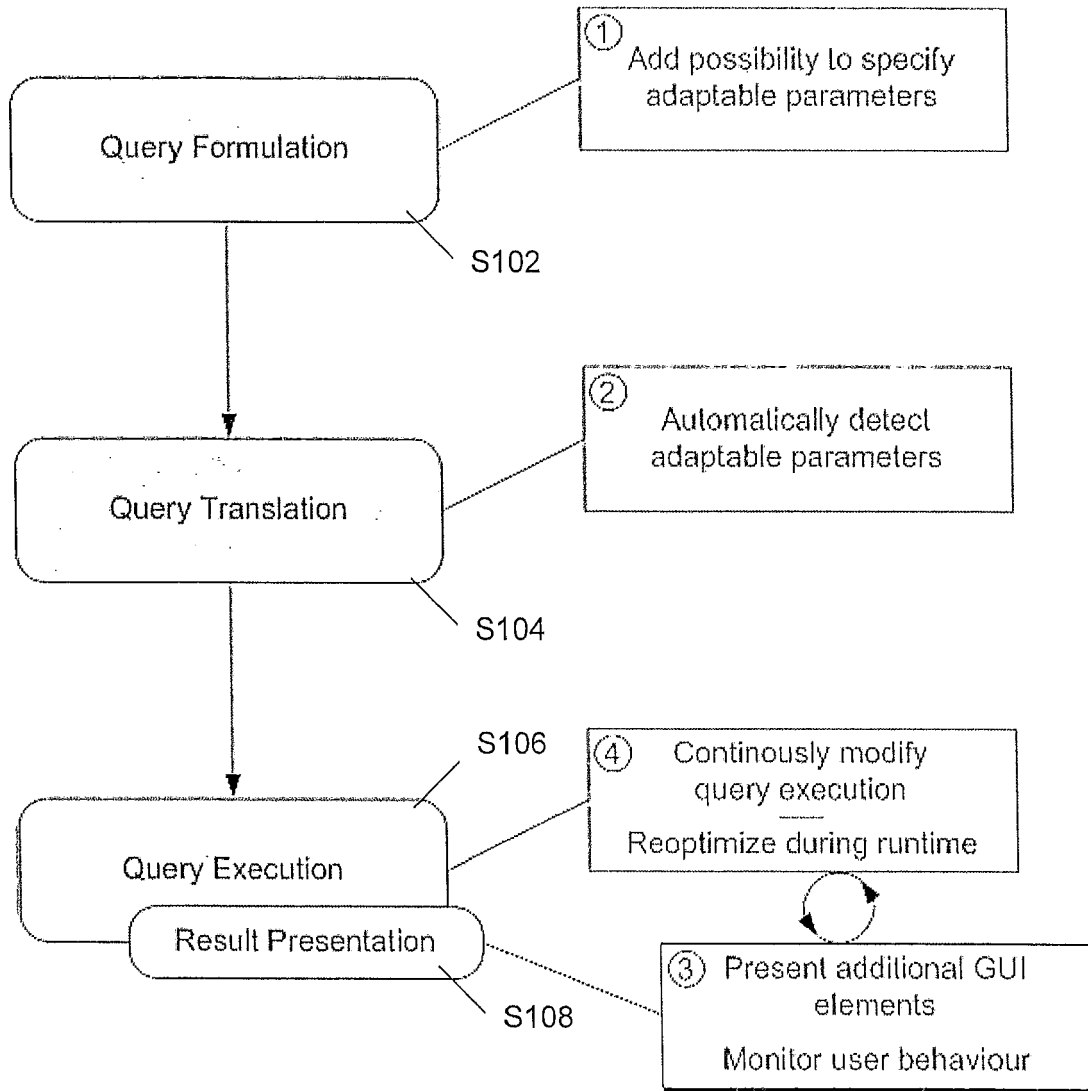 ①
Add possibility to specify
adaptable parameters
Query Formulation
S102
②
Automatically detect
adaptable parameters
Query Translation
S104
S106
④
Continously modify
query execution
Reoptimize during runtime
Query Execution
Result Presentation
S108
③
Present additional GUI
elements
Monitor user behaviour